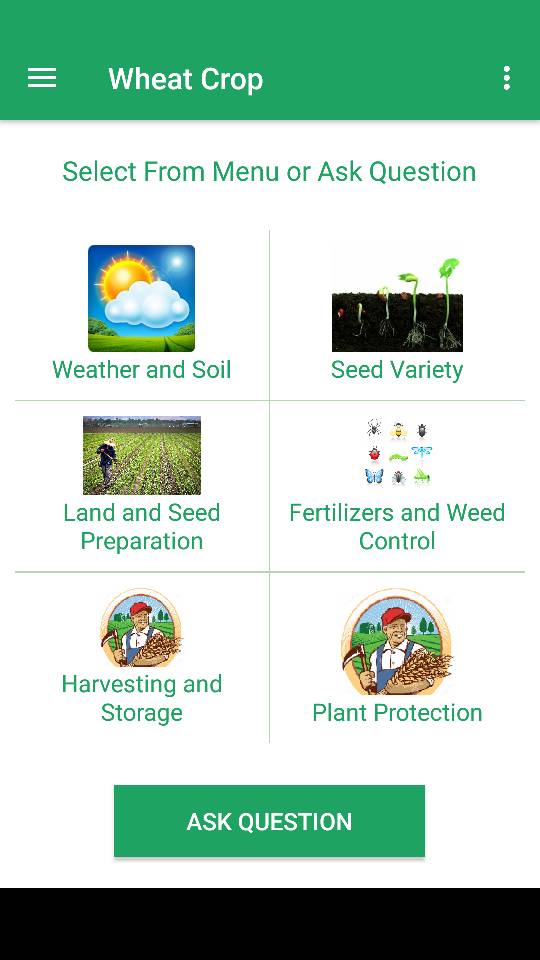 Wheat Crop
Select From Menu or Ask Question
Weather and Soil
Seed Variety
Land and Seed
Preparation
Fertilizers and Weed
Control
Harvesting and
Storage
Plant Protection
ASK QUESTION